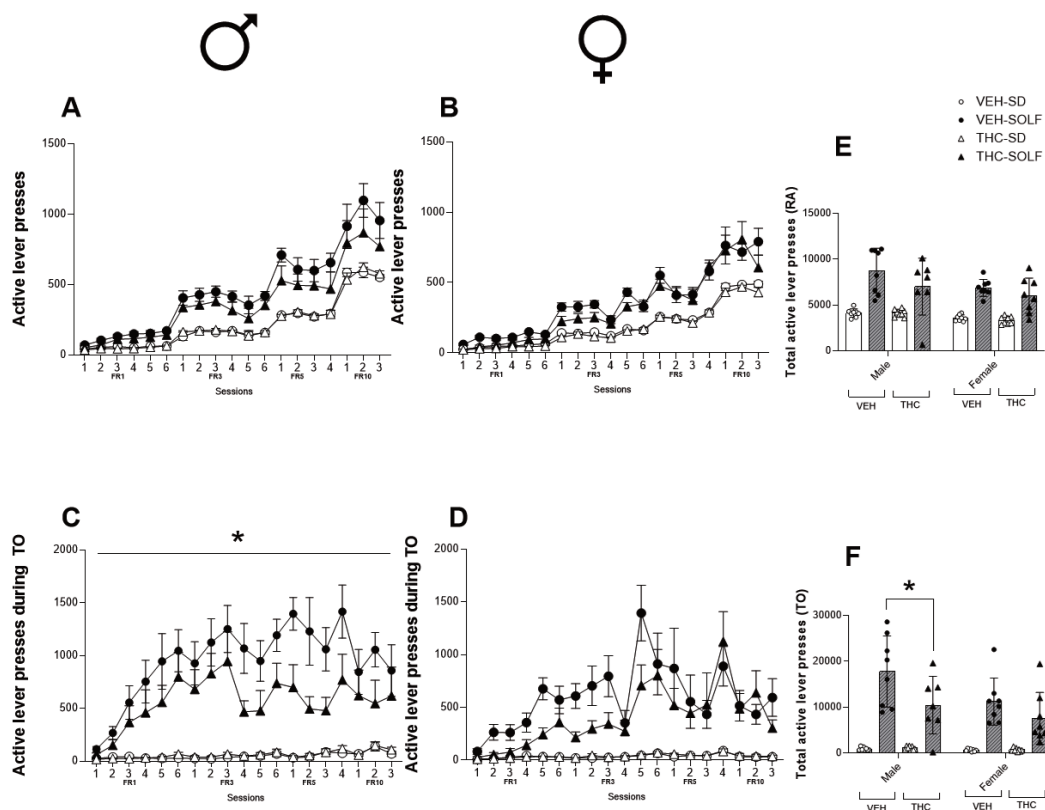 A
B
VEH-SD
VEH-SOLF
THC-SD
THC-SOLF
E
Active lever presses
1500
1000
500
0
1 2 3 4 5 6 1 2 3 4 5 6 1 2 3 4 1 2 3
FR1 FR3 FR5 FR10
Sessions
Active lever presses
1500
1000
500
0
1 2 3 4 5 6 1 2 3 4 5 6 1 2 3 4 1 2 3
FR1 FR3 FR5 FR10
Sessions
Total active lever presses (RA)
15000
10000
5000
0
Male Female
VEH THC VEH THC
C
D
F
Active lever presses during TO
2000
1500
1000
500
0
*
1 2 3 4 5 6 1 2 3 4 5 6 1 2 3 4 1 2 3
FR1 FR3 FR5 FR10
Sessions
Active lever presses during TO
2000
1500
1000
500
0
1 2 3 4 5 6 1 2 3 4 5 6 1 2 3 4 1 2 3
FR1 FR3 FR5 FR10
Sessions
Total active lever presses (TO)
30000
20000
10000
0
*
Male Female
VEH THC VEH THC